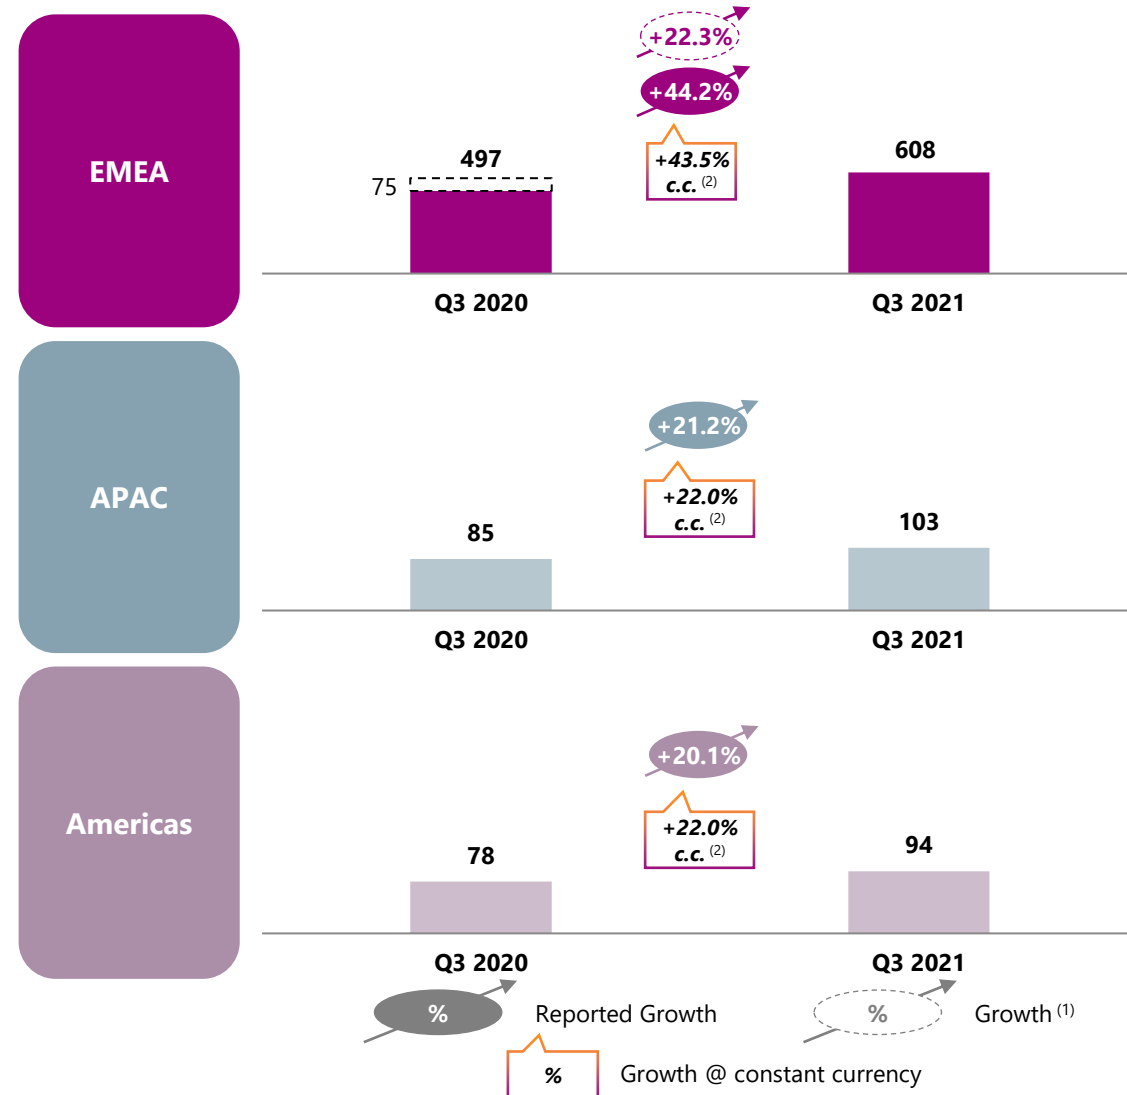 +22.3%
+44.2%
+43.5%
c.c. (2)
EMEA
497
75
608
Q3 2020
Q3 2021
+21.2%
+22.0%
c.c. (2)
APAC
85
103
Q3 2020
Q3 2021
+20.1%
+22.0%
c.c. (2)
Americas
78
94
Q3 2020
Q3 2021
% Reported Growth
% Growth (1)
% Growth @ constant currency